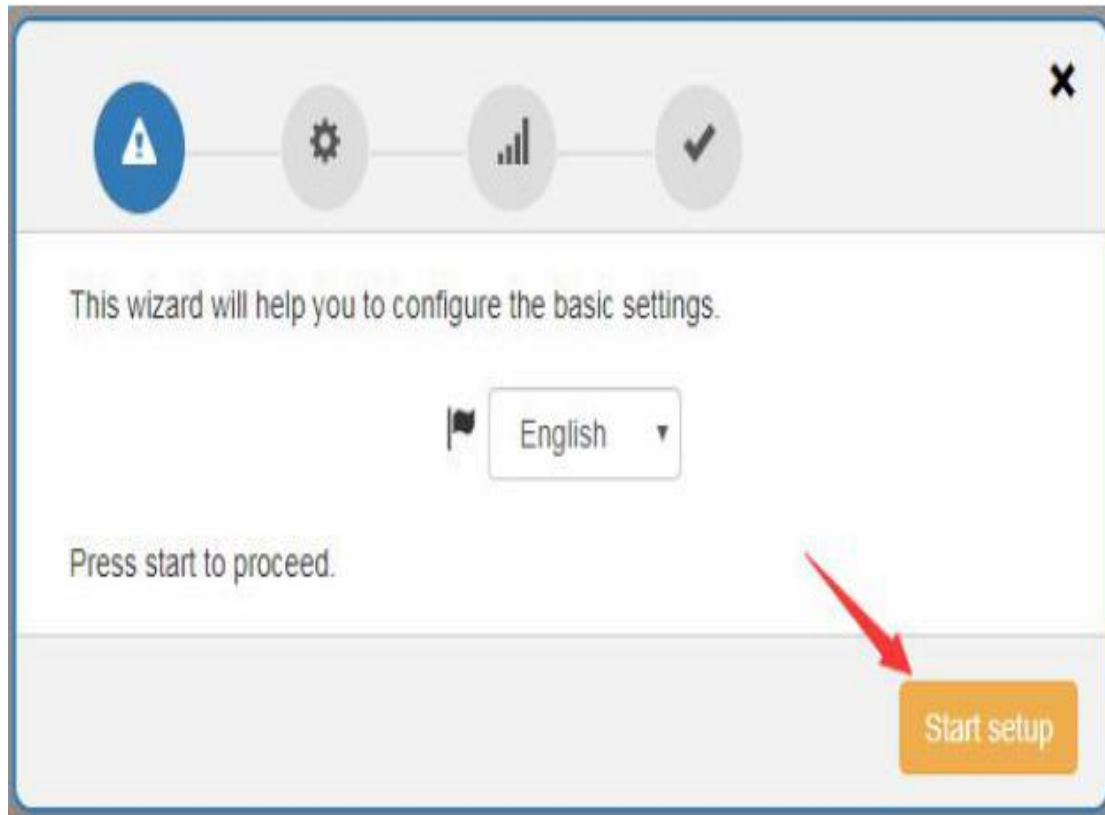 This wizard will help you to configure the basic settings.
English
Press start to proceed.
Start setup